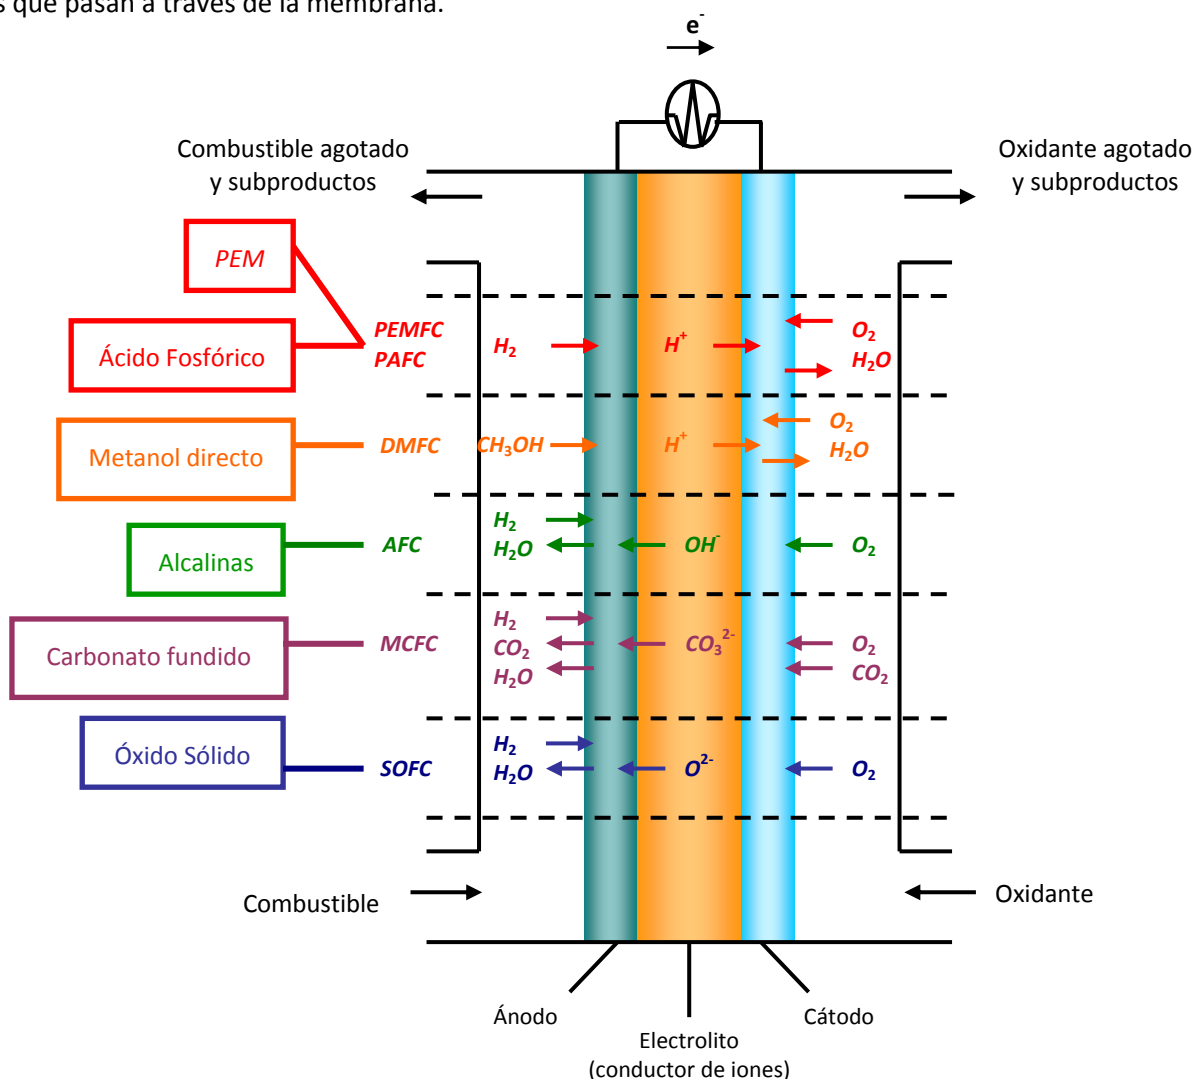 s que pasan a través de la membrana.
e⁻
Combustible agotado
y subproductos
Oxidante agotado
y subproductos
PEM
Ácido Fosfórico
PEMFC
PAFC
H₂
H⁺
O₂
H₂O
Metanol directo
DMFC
CH₃OH
H⁺
O₂
H₂O
Alcalinas
AFC
H₂
H₂O
OH⁻
O₂
Carbonato fundido
MCFC
H₂
CO₂
H₂O
CO₃²⁻
O₂
CO₂
Óxido Sólido
SOFC
H₂
H₂O
O²⁻
O₂
Combustible
Oxidante
Ánodo
Electrolito
(conductor de iones)
Cátodo